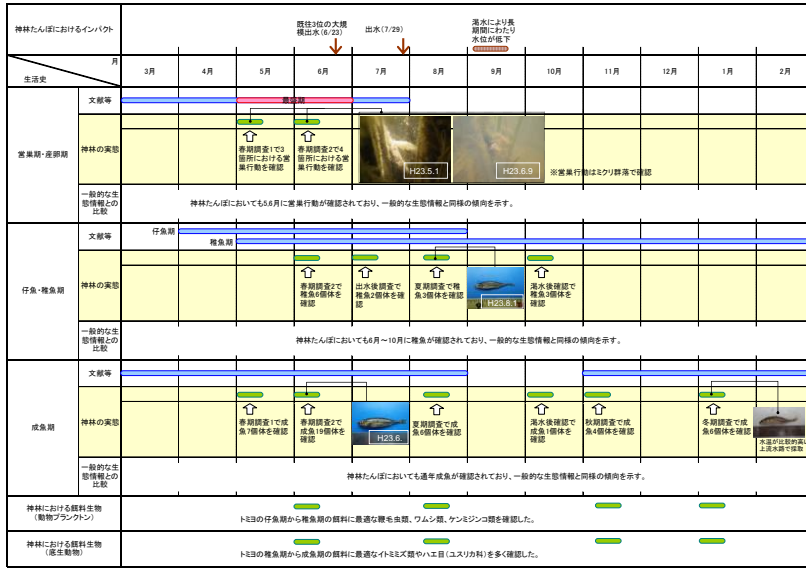 神林たんぽにおけるインパクト
既往3位の大規
模出水(6/23)
出水(7/29)
渇水により長
期間にわたり
水位が低下
月
生活史
3月
4月
5月
6月
7月
8月
9月
10月
11月
12月
1月
2月
営巣期・産卵期
文献等
最盛期
神林の実態
春期調査1で3
箇所における営
巣行動を確認
春期調査2で4
箇所における営
巣行動を確認
H23.5.1
H23.6.9
※営巣行動はミクリ群落で確認
一般的な生
態情報との
比較
神林たんぽにおいても5,6月に営巣行動が確認されており、一般的な生態情報と同様の傾向を示す。
仔魚・稚魚期
文献等
仔魚期
稚魚期
神林の実態
春期調査2で
稚魚6個体を
確認
出水後調査で
稚魚2個体を確
認
夏期調査で稚
魚3個体を確認
H23.8.1
渇水後確認で
稚魚3個体を
確認
一般的な生
態情報との
比較
神林たんぽにおいても6月～10月に稚魚が確認されており、一般的な生態情報と同様の傾向を示す。
成魚期
文献等
神林の実態
春期調査1で成
魚7個体を確認
春期調査2で
成魚19個体を
確認
H23.6.
夏期調査で成
魚6個体を確認
渇水後確認で
成魚1個体を
確認
秋期調査で成
魚4個体を確認
冬期調査で成
魚6個体を確
認
水温が比較的高い
上流水路で採取
一般的な生
態情報との
比較
神林たんぽにおいても通年成魚が確認されており、一般的な生態情報と同様の傾向を示す。
神林における餌料生物
(動物プランクトン)
トミヨの仔魚期から稚魚期の餌料に最適な鞭毛虫類、ワムシ類、ケンミジンコ類を確認した。
神林における餌料生物
(底生動物)
トミヨの稚魚期から成魚期の餌料に最適なイトミミズ類やハエ目(ユスリカ科)を多く確認した。